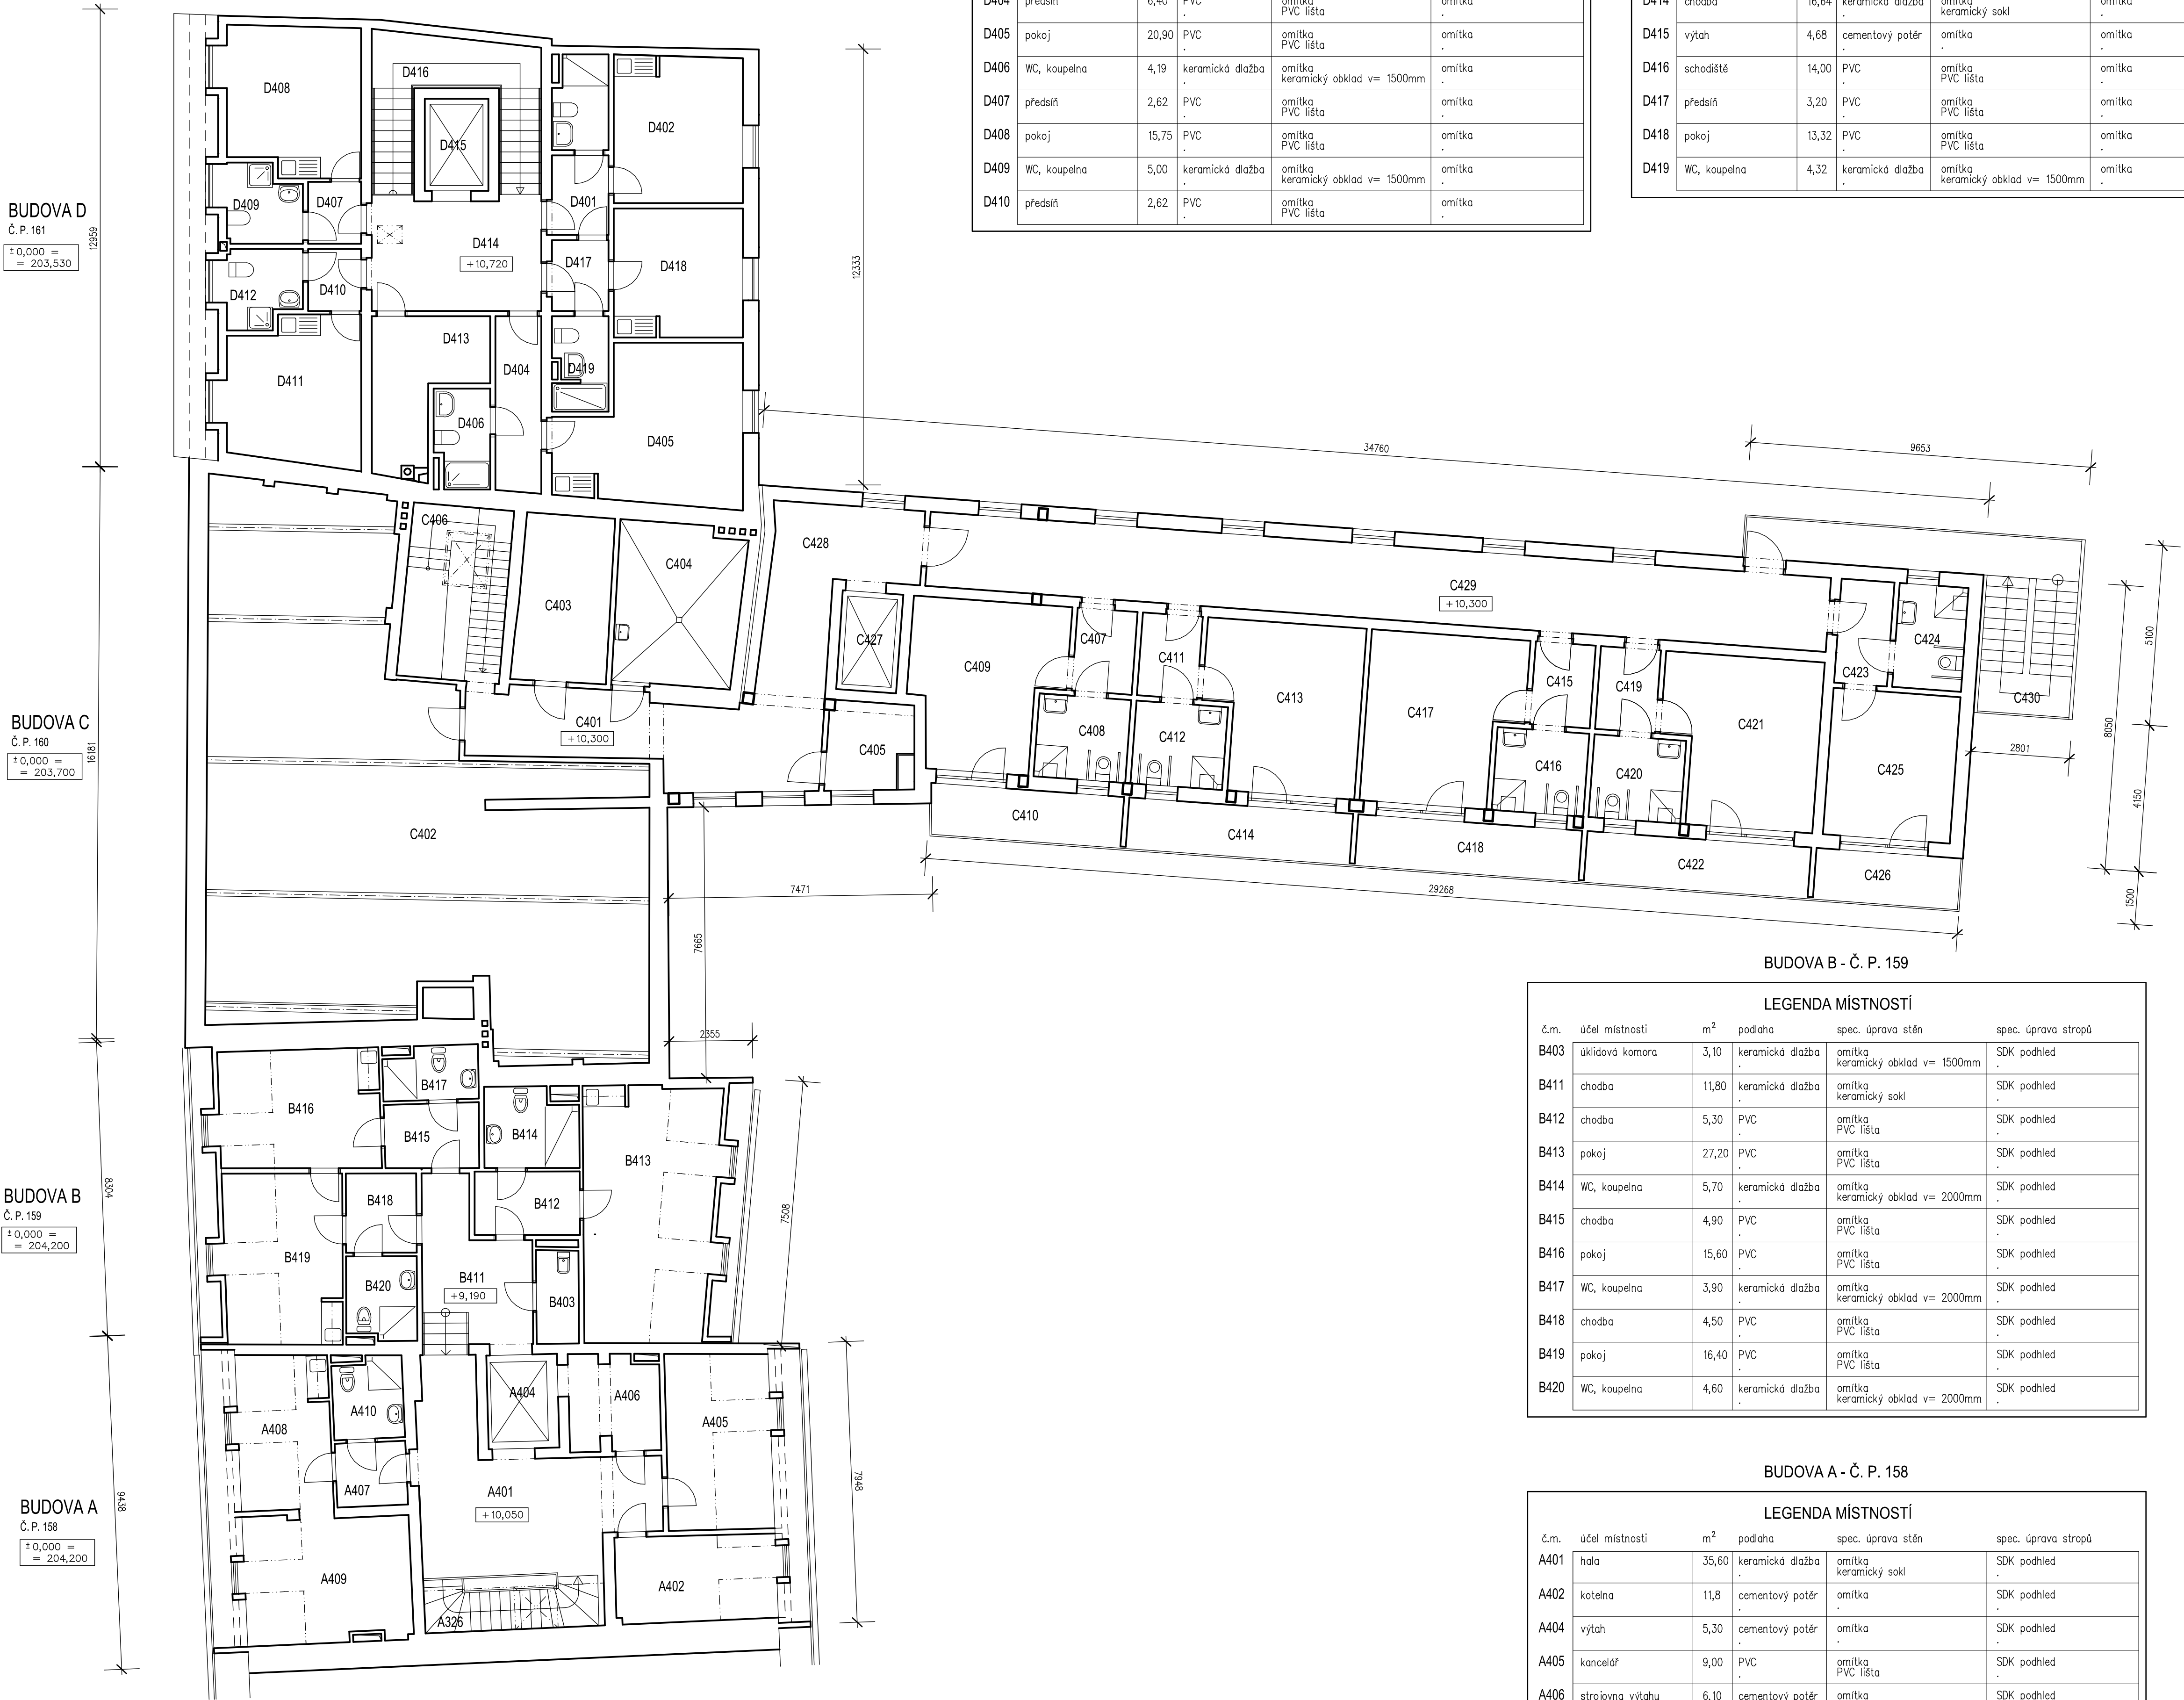 D404 předsíň 6,40 PVC omítka omítka
. PVC lišta .
D405 pokoj 20,90 PVC omítka omítka
. PVC lišta .
D406 WC, koupelna 4,19 keramická dlažba omítka omítka
. keramický obklad v= 1500mm .
D407 předsíň 2,62 PVC omítka omítka
. PVC lišta .
D408 pokoj 15,75 PVC omítka omítka
. PVC lišta .
D409 WC, koupelna 5,00 keramická dlažba omítka omítka
. keramický obklad v= 1500mm .
D410 předsíň 2,62 PVC omítka omítka
. PVC lišta .
D414 chodba 16,64 keramická dlažba omítka omítka
. keramický sokl .
D415 výtah 4,68 cementový potěr omítka omítka
. . .
D416 schodiště 14,00 PVC omítka omítka
. PVC lišta .
D417 předsíň 3,20 PVC omítka omítka
. PVC lišta .
D418 pokoj 13,32 PVC omítka omítka
. PVC lišta .
D419 WC, koupelna 4,32 keramická dlažba omítka omítka
. keramický obklad v= 1500mm .
BUDOVA D
Č. P. 161
±0,000 =
= 203,530
12959
D408
D416
D415
D402
D409
D407
D401
D414
+10,720
D417
D418
D412
D410
D413
D404
D419
D411
D406
D405
12333
34760
9653
BUDOVA C
Č. P. 160
±0,000 =
= 203,700
16181
C406
C403
C404
C428
C429
+10,300
C427
C407
C409
C411
C413
C415
C417
C419
C421
C423
C424
C430
C401
+10,300
C405
C408
C412
C416
C420
C425
C402
C410
C414
C418
C422
C426
5100
8050
2801
4150
1500
7471
29268
7665
2355
BUDOVA B
Č. P. 159
±0,000 =
= 204,200
8304
B417
B416
B415
B414
B413
B418
B412
B419
B420
B411
+9,190
B403
7508
BUDOVA A
Č. P. 158
±0,000 =
= 204,200
9438
A404
A406
A410
A408
A405
A407
A401
+10,050
A409
A402
A326
7948
BUDOVA B - Č. P. 159
LEGENDA MÍSTNOSTÍ
č.m. účel místnosti m2 podlaha spec. úprava stěn spec. úprava stropů
B403 úklidová komora 3,10 keramická dlažba omítka SDK podhled
. keramický obklad v= 1500mm .
B411 chodba 11,80 keramická dlažba omítka SDK podhled
. keramický sokl .
B412 chodba 5,30 PVC omítka SDK podhled
. PVC lišta .
B413 pokoj 27,20 PVC omítka SDK podhled
. PVC lišta .
B414 WC, koupelna 5,70 keramická dlažba omítka SDK podhled
. keramický obklad v= 2000mm .
B415 chodba 4,90 PVC omítka SDK podhled
. PVC lišta .
B416 pokoj 15,60 PVC omítka SDK podhled
. PVC lišta .
B417 WC, koupelna 3,90 keramická dlažba omítka SDK podhled
. keramický obklad v= 2000mm .
B418 chodba 4,50 PVC omítka SDK podhled
. PVC lišta .
B419 pokoj 16,40 PVC omítka SDK podhled
. PVC lišta .
B420 WC, koupelna 4,60 keramická dlažba omítka SDK podhled
. keramický obklad v= 2000mm .
BUDOVA A - Č. P. 158
LEGENDA MÍSTNOSTÍ
č.m. účel místnosti m2 podlaha spec. úprava stěn spec. úprava stropů
A401 hala 35,60 keramická dlažba omítka SDK podhled
. keramický sokl .
A402 kotelna 11,8 cementový potěr omítka SDK podhled
. . .
A404 výtah 5,30 cementový potěr omítka SDK podhled
. . .
A405 kancelář 9,00 PVC omítka SDK podhled
. PVC lišta .
A406 strojovna výtahu 6,10 cementový potěr omítka SDK podhled